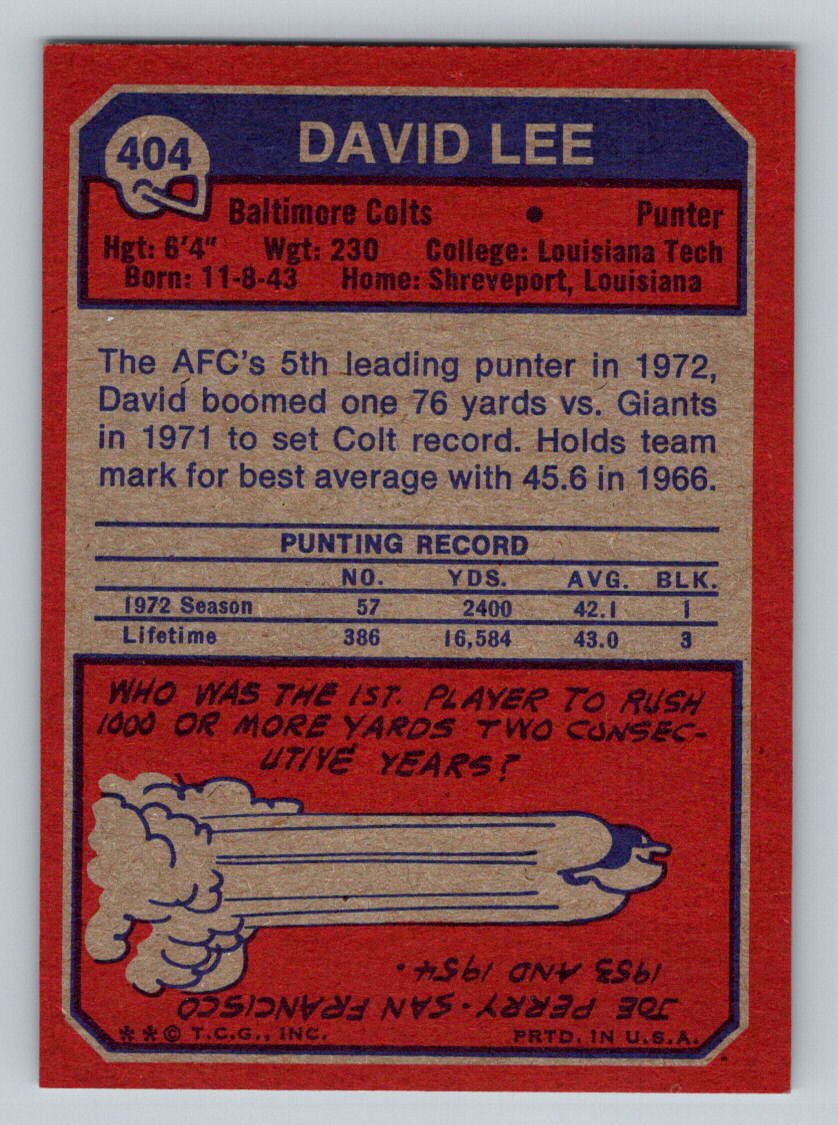 404
DAVID LEE
Baltimore Colts • Punter
Hgt: 6'4" Wgt: 230 College: Louisiana Tech
Born: 11-8-43 Home: Shreveport, Louisiana
The AFC's 5th leading punter in 1972,
David boomed one 76 yards vs. Giants
in 1971 to set Colt record. Holds team
mark for best average with 45.6 in 1966.
PUNTING RECORD
NO. YDS. AVG. BLK.
1972 Season 57 2400 42.1 1
Lifetime 386 16,584 43.0 3
WHO WAS THE 1ST. PLAYER TO RUSH
1000 OR MORE YARDS TWO CONSEC-
UTIVE YEARS?
JOE PERRY-SAN FRANCISCO
1953 AND 1954.
**© T.C.G., INC. PRTD. IN U.S.A.